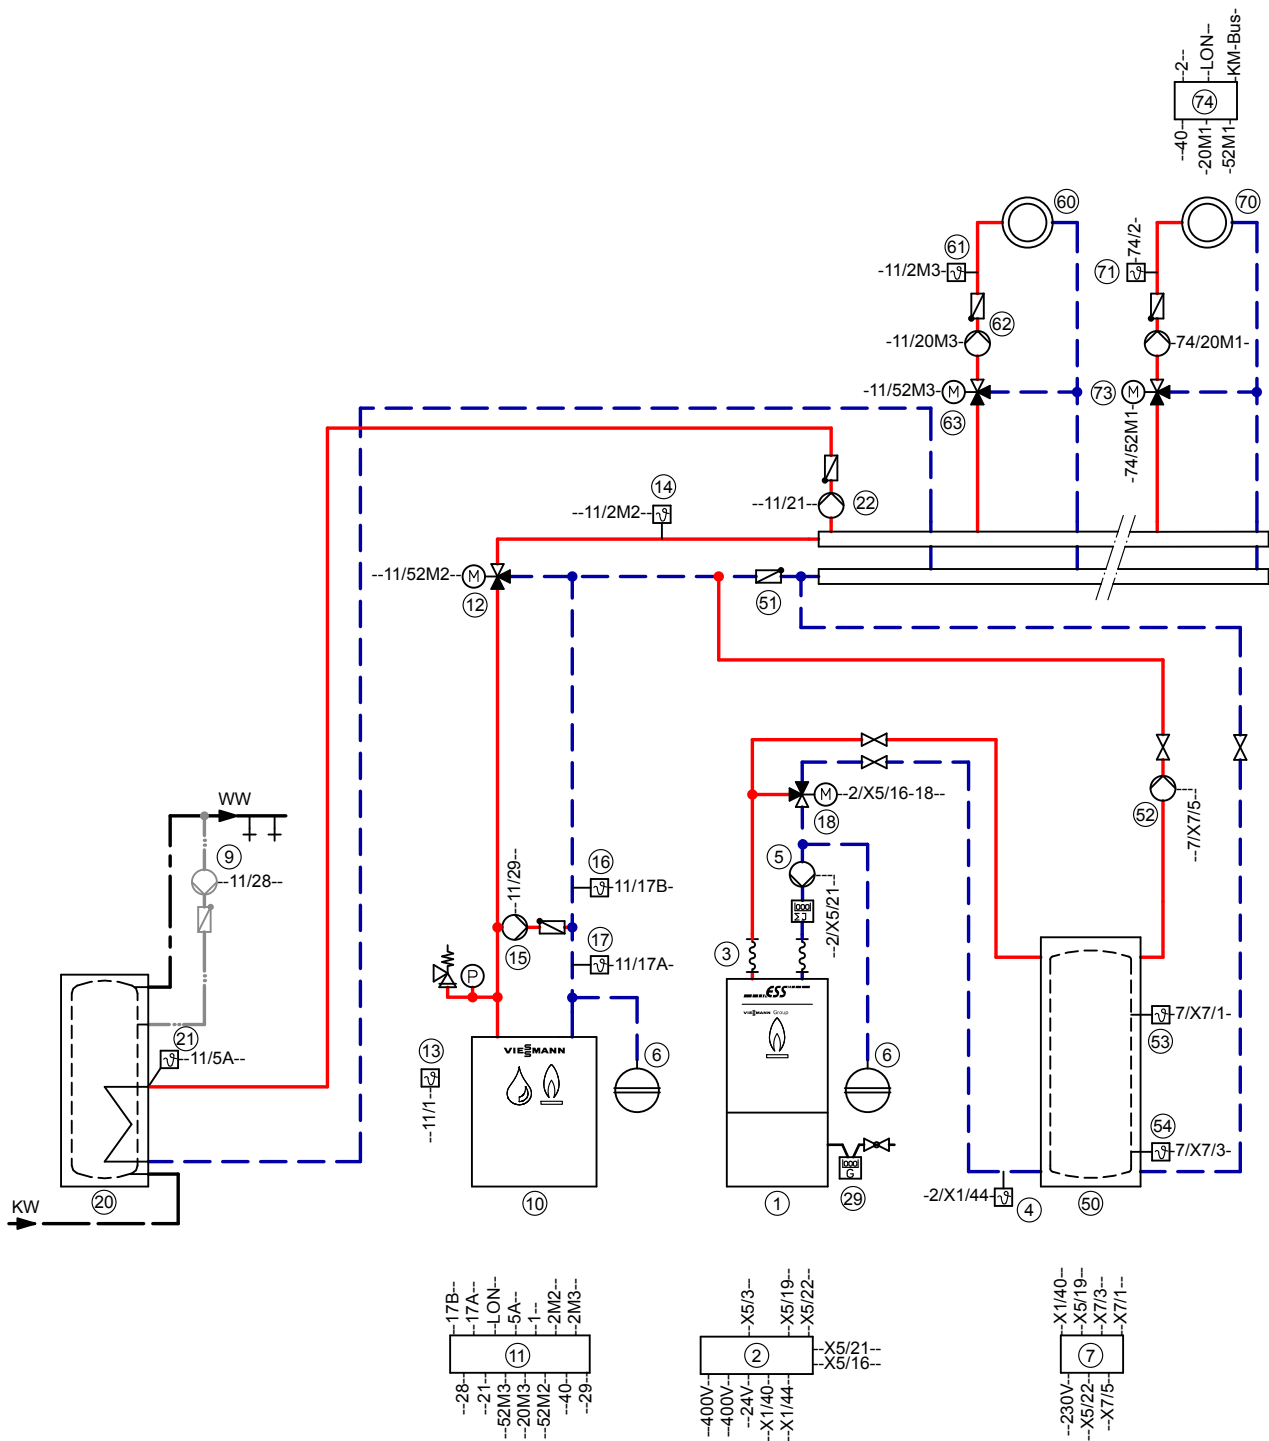 --2--
--LON--
-KM-Bus-
74
--40--
-20M1-
-52M1-
60
70
61
-11/2M3-
71
-74/2-
62
-11/20M3-
-74/20M1-
-11/52M3-
M
63
73
M
-74/52M1-
14
--11/2M2--
--11/21--
22
--11/52M2--
M
12
51
WW
9
--11/28--
--11/29--
16
-11/17B-
15
17
-11/17A-
P
M
--2/X5/16-18--
18
5
--2/X5/21--
ΣJ
3
52
--7/X7/5--
21
--11/5A--
13
--11/1--
VIESSMANN
6
ESS
VIESSMANN Group
6
53
-7/X7/1-
54
-7/X7/3-
KW
20
10
1
G
29
-2/X1/44-
4
50
--17B--
--17A--
--LON--
--5A--
--1--
--2M2--
--2M3--
11
--28--
--21--
--52M3--
--20M3--
--52M2--
--40--
--29--
--X5/3--
--X5/19--
--X5/22--
2
--X5/21--
--X5/16--
--400V--
--400V--
--24V--
--X1/40--
--X1/44--
--X1/40--
--X5/19--
--X7/3--
--X7/1--
7
--230V--
--X5/22--
--X7/5--